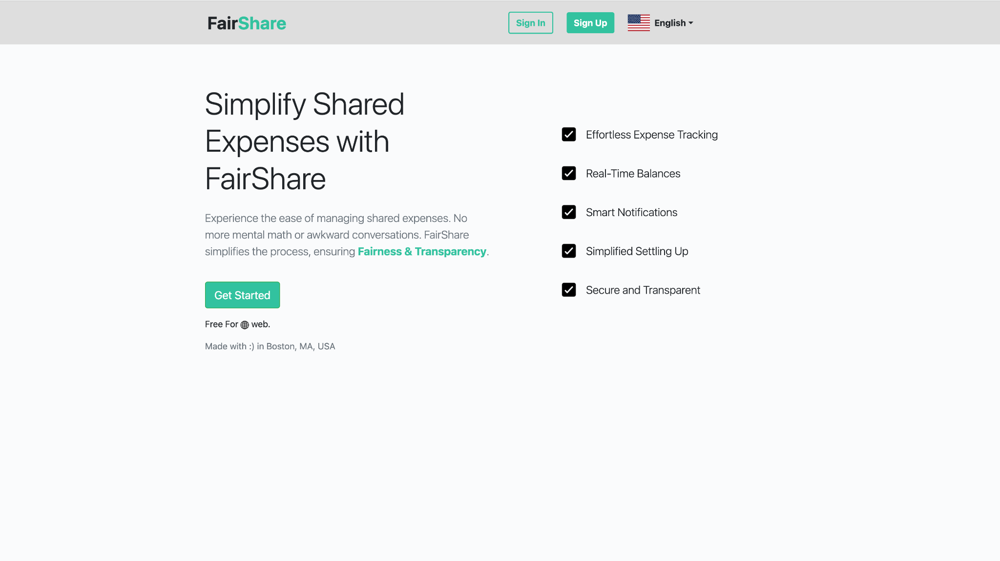 FairShare
Sign In
Sign Up
English
Simplify Shared
Expenses with
FairShare
Experience the ease of managing shared expenses. No
more mental math or awkward conversations. FairShare
simplifies the process, ensuring Fairness & Transparency.
Get Started
Free For web.
Made with :) in Boston, MA, USA
Effortless Expense Tracking
Real-Time Balances
Smart Notifications
Simplified Settling Up
Secure and Transparent